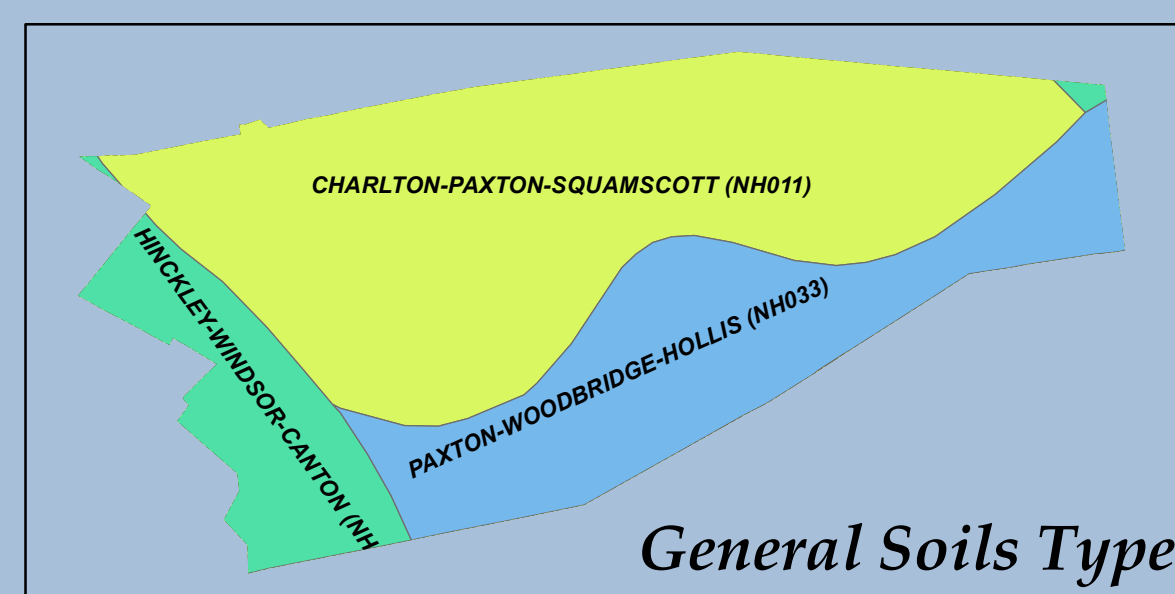 CHARLTON-PAXTON-SQUAMSCOTT (NH011)
HINCKLEY-WINDSOR-CANTON (NH
PAXTON-WOODBRIDGE-HOLLIS (NH033)
General Soils Type